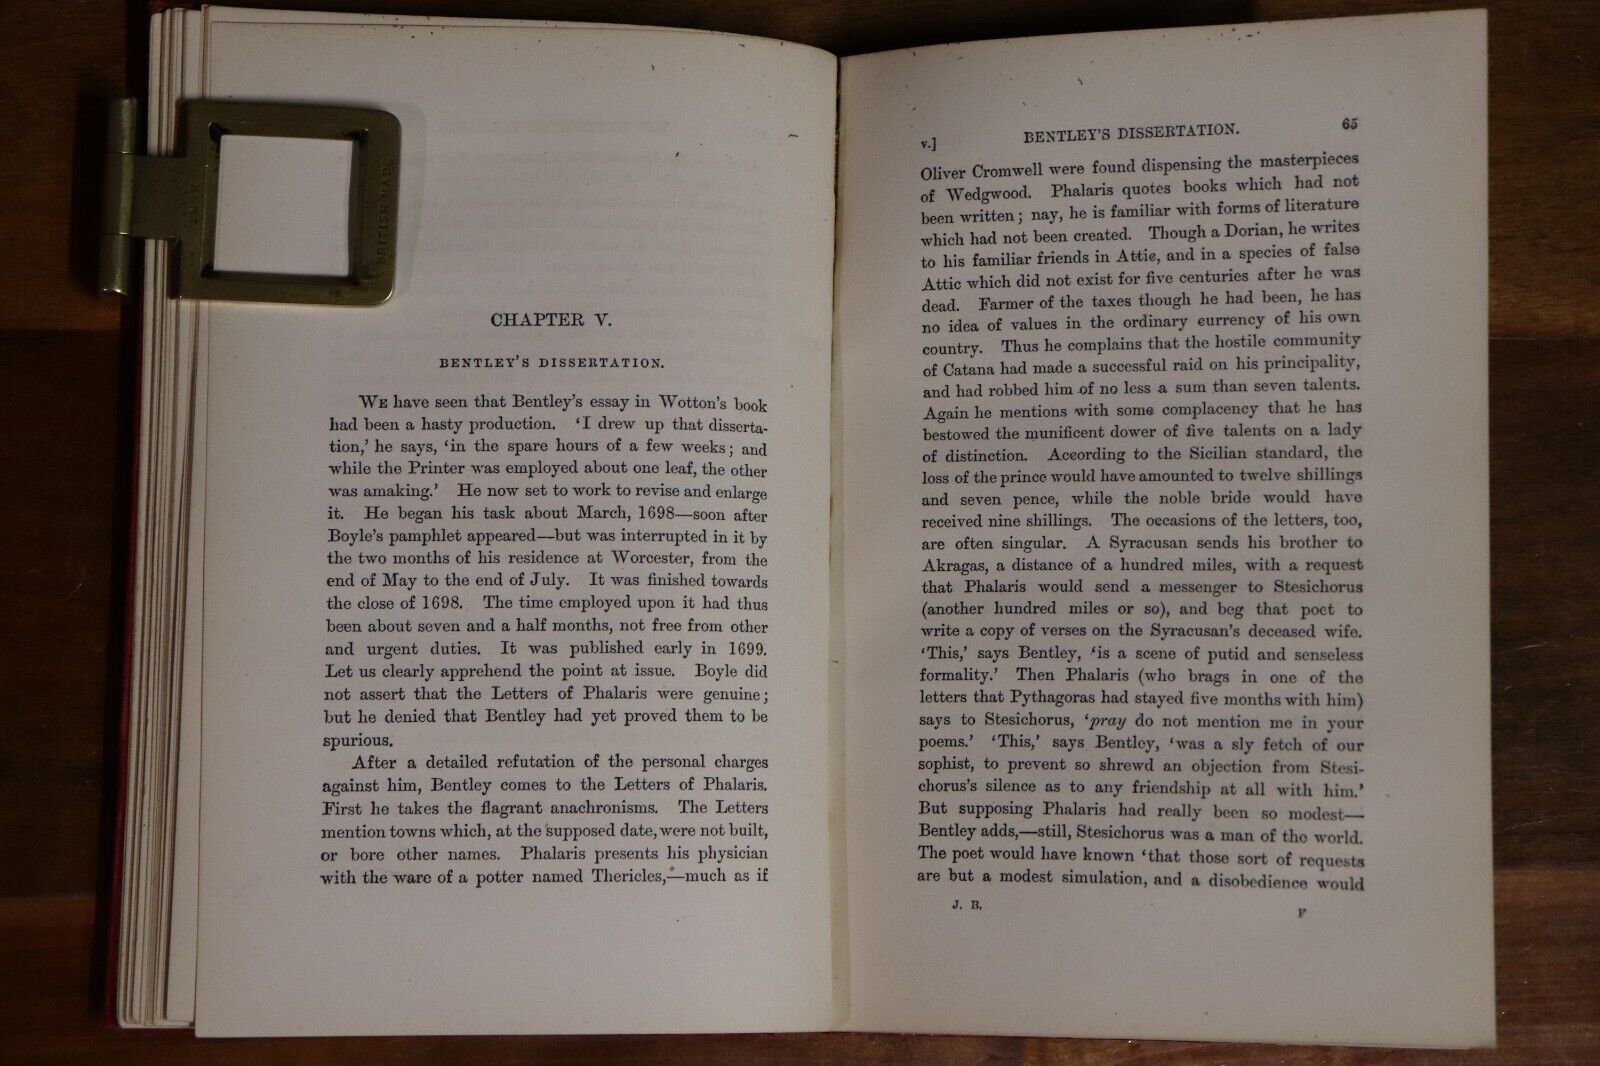 BRITISH MADE
CHAPTER V.
BENTLEY'S DISSERTATION.
WE have seen that Bentley's essay in Wotton's book
had been a hasty production. 'I drew up that disserta-
tion,' he says, 'in the spare hours of a few weeks; and
while the Printer was employed about one leaf, the other
was amaking.' He now set to work to revise and enlarge
it. He began his task about March, 1698—soon after
Boyle's pamphlet appeared—but was interrupted in it by
the two months of his residence at Worcester, from the
end of May to the end of July. It was finished towards
the close of 1698. The time employed upon it had thus
been about seven and a half months, not free from other
and urgent duties. It was published early in 1699.
Let us clearly apprehend the point at issue. Boyle did
not assert that the Letters of Phalaris were genuine;
but he denied that Bentley had yet proved them to be
spurious.
After a detailed refutation of the personal charges
against him, Bentley comes to the Letters of Phalaris.
First he takes the flagrant anachronisms. The Letters
mention towns which, at the supposed date, were not built,
or bore other names. Phalaris presents his physician
with the ware of a potter named Thericles,—much as if
v.] BENTLEY'S DISSERTATION. 65
Oliver Cromwell were found dispensing the masterpieces
of Wedgwood. Phalaris quotes books which had not
been written; nay, he is familiar with forms of literature
which had not been created. Though a Dorian, he writes
to his familiar friends in Attic, and in a species of false
Attic which did not exist for five centuries after he was
dead. Farmer of the taxes though he had been, he has
no idea of values in the ordinary currency of his own
country. Thus he complains that the hostile community
of Catana had made a successful raid on his principality,
and had robbed him of no less a sum than seven talents.
Again he mentions with some complacency that he has
bestowed the munificent dower of five talents on a lady
of distinction. According to the Sicilian standard, the
loss of the prince would have amounted to twelve shillings
and seven pence, while the noble bride would have
received nine shillings. The occasions of the letters, too,
are often singular. A Syracusan sends his brother to
Akragas, a distance of a hundred miles, with a request
that Phalaris would send a messenger to Stesichorus
(another hundred miles or so), and beg that poet to
write a copy of verses on the Syracusan's deceased wife.
'This,' says Bentley, 'is a scene of putid and senseless
formality.' Then Phalaris (who brags in one of the
letters that Pythagoras had stayed five months with him)
says to Stesichorus, 'pray do not mention me in your
poems.' 'This,' says Bentley, 'was a sly fetch of our
sophist, to prevent so shrewd an objection from Stesi-
chorus's silence as to any friendship at all with him.'
But supposing Phalaris had really been so modest—
Bentley adds,—still, Stesichorus was a man of the world.
The poet would have known 'that those sort of requests
are but a modest simulation, and a disobedience would
J. B. F